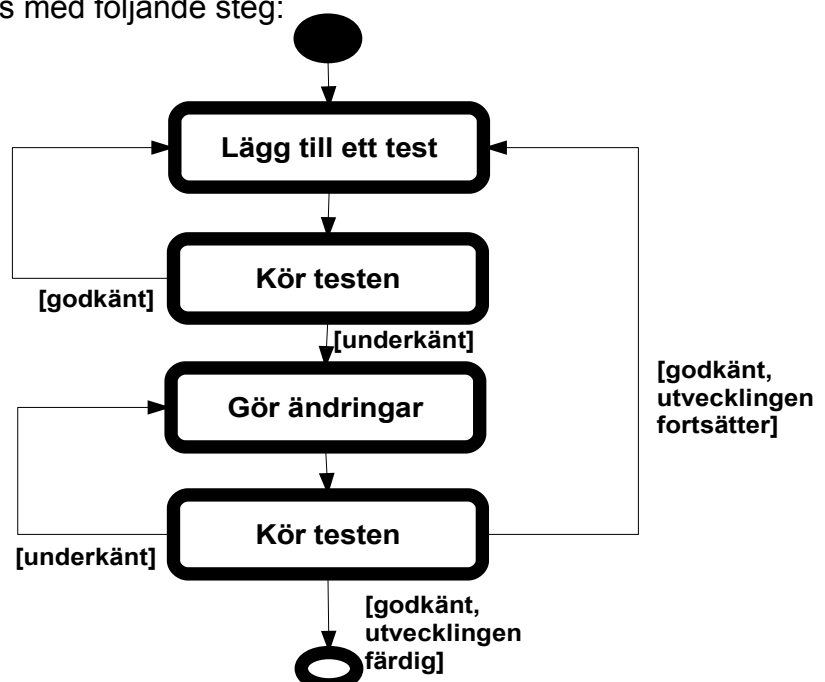 s med följande steg:
Lägg till ett test
Kör testen
[godkänt]
[underkänt]
Gör ändringar
[godkänt,
utvecklingen
fortsätter]
Kör testen
[underkänt]
[godkänt,
utvecklingen
färdig]